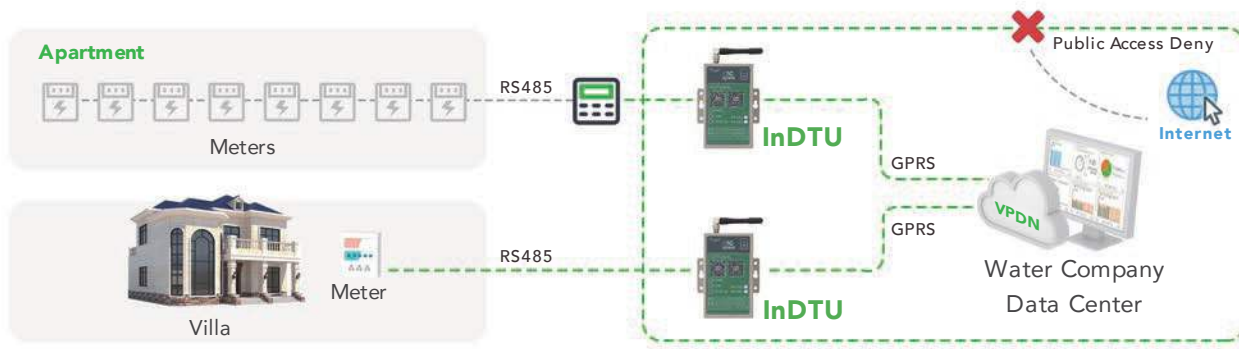 Apartment
Meters
RS485
InDTU
GPRS
Public Access Deny
Internet
VPDN
Water Company
Data Center
GPRS
RS485
InDTU
Meter
Villa